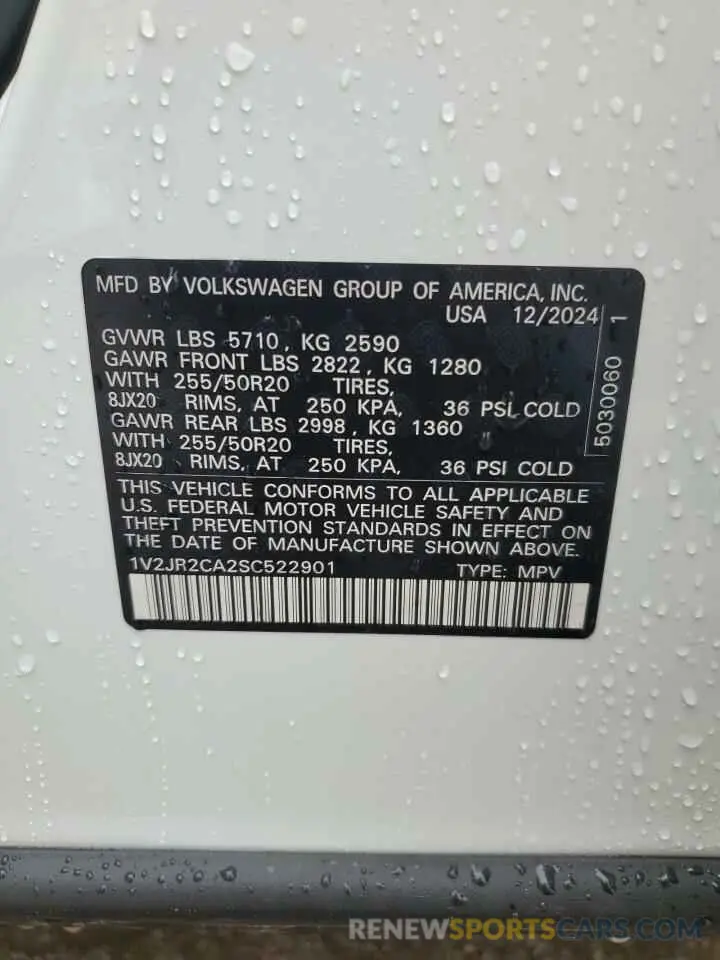 MFD BY VOLKSWAGEN GROUP OF AMERICA, INC.
USA 12/2024
GVWR LBS 5710, KG 2590
GAWR FRONT LBS 2822, KG 1280
WITH 255/50R20 TIRES,
8JX20 RIMS, AT 250 KPA, 36 PSI COLD
GAWR REAR LBS 2998, KG 1360
WITH 255/50R20 TIRES,
8JX20 RIMS, AT 250 KPA, 36 PSI COLD
5030060 1
THIS VEHICLE CONFORMS TO ALL APPLICABLE
U.S. FEDERAL MOTOR VEHICLE SAFETY AND
THEFT PREVENTION STANDARDS IN EFFECT ON
THE DATE OF MANUFACTURE SHOWN ABOVE.
1V2JR2CA2SC522901 TYPE: MPV
RENEWSPORTSCARS.COM